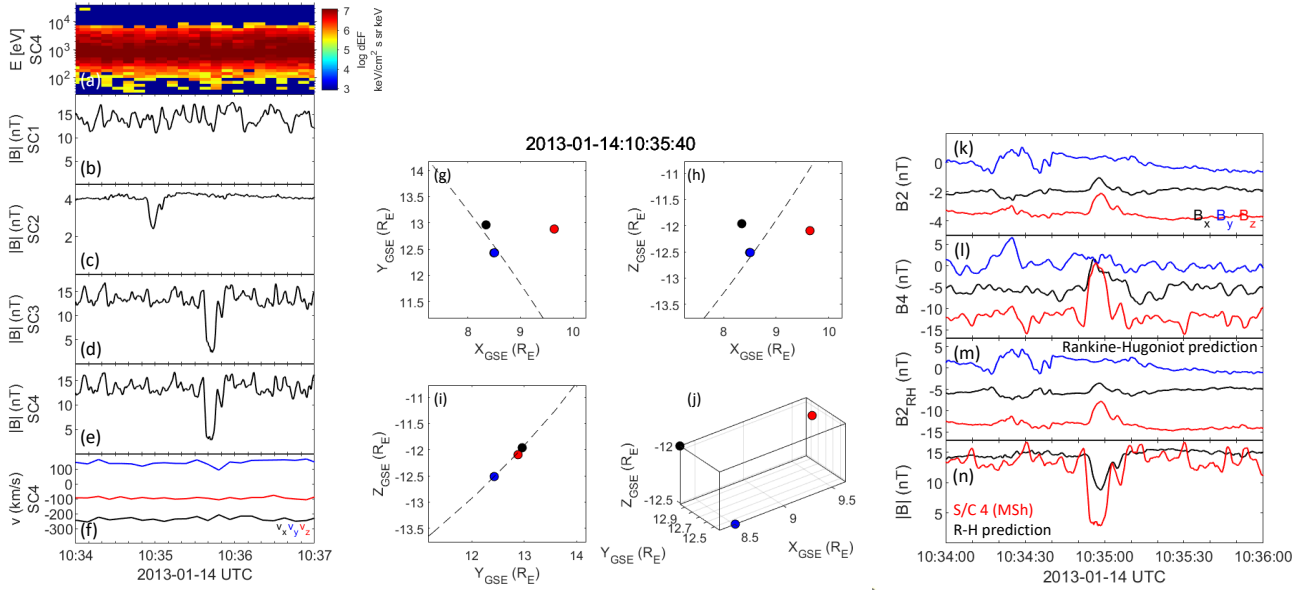 10^4
10^3
10^2
E [eV]
SC4
(a)
7
6
5
4
3
log dEF
keV/cm^2 s sr keV
15
10
5
|B| (nT)
SC1
(b)
4
2
|B| (nT)
SC2
(c)
15
10
5
|B| (nT)
SC3
(d)
15
10
5
|B| (nT)
SC4
(e)
100
0
-100
-200
-300
v (km/s)
SC4
(f)
v_x v_y v_z
10:34 10:35 10:36 10:37
2013-01-14 UTC
2013-01-14:10:35:40
(g)
14
13.5
13
12.5
12
11.5
Y_GSE (R_E)
8 9 10
X_GSE (R_E)
(h)
-11
-11.5
-12
-12.5
-13
-13.5
Z_GSE (R_E)
8 9 10
X_GSE (R_E)
(i)
-11
-11.5
-12
-12.5
-13
-13.5
Z_GSE (R_E)
12 13 14
Y_GSE (R_E)
(j)
-12
-12.5
Z_GSE (R_E)
12.9
12.7
12.5
Y_GSE (R_E)
8.5
9
9.5
X_GSE (R_E)
(k)
0
-2
-4
B2 (nT)
B_x B_y B_z
(l)
5
0
-5
-10
-15
B4 (nT)
(m)
Rankine-Hugoniot prediction
5
0
-5
-10
-15
B2_RH (nT)
(n)
10
5
|B| (nT)
S/C 4 (MSh)
R-H prediction
10:34:00 10:34:30 10:35:00 10:35:30 10:36:00
2013-01-14 UTC